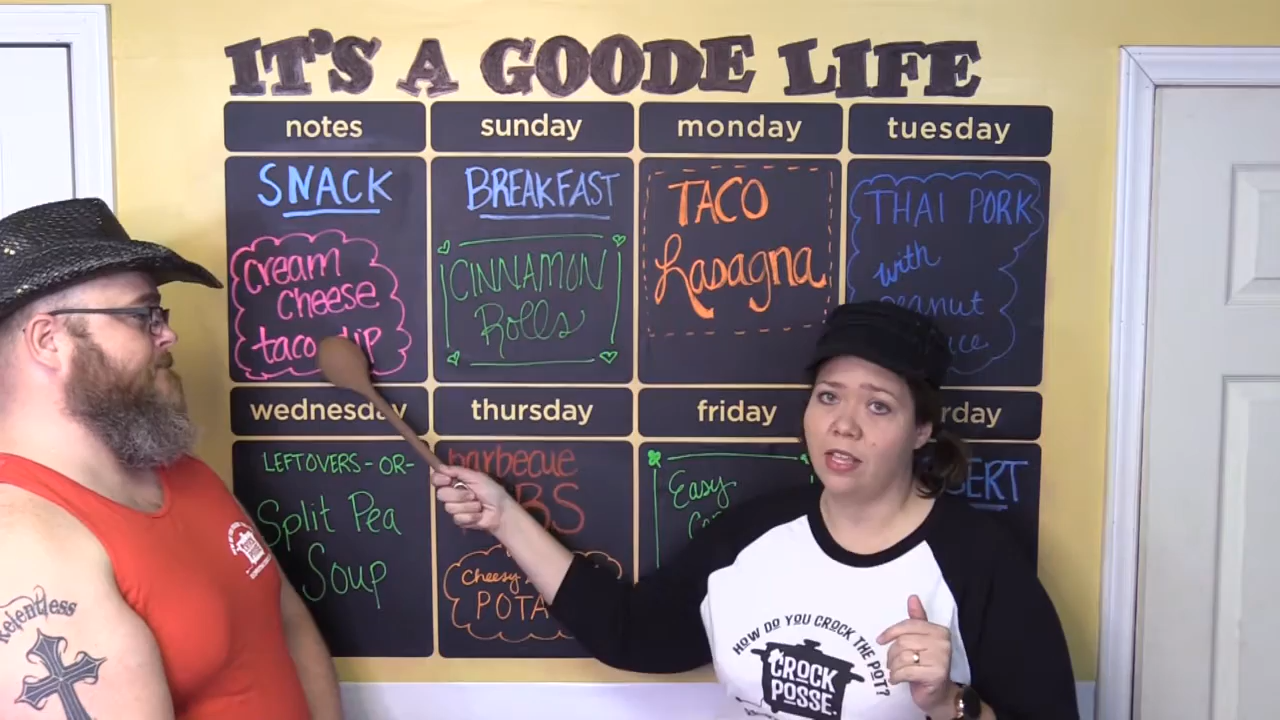 IT'S A GOODE LIFE
notes
sunday
monday
tuesday
SNACK
cream
cheese
taco dip
BREAKFAST
CINNAMON
Rolls
TACO
Lasagna
THAI PORK
with
peanut
wednesday
thursday
friday
LEFTOVERS -OR-
Split Pea
Soup
barbecue
Cheesy
Easy
Relentless
HOW DO YOU CROCK THE POT?
CROCK
POSSE